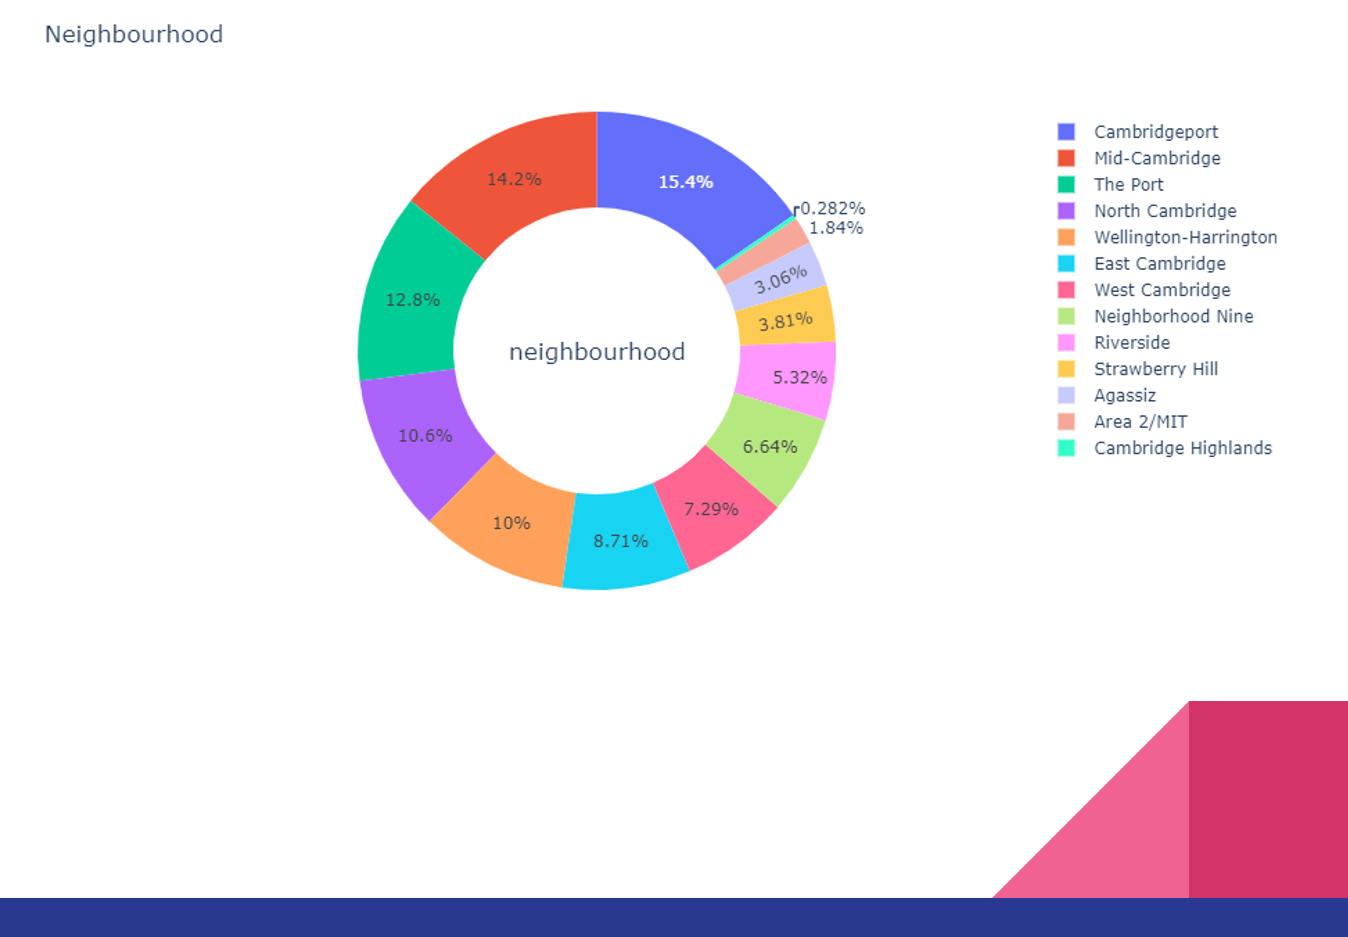 Neighbourhood
15.4%
14.2%
0.282%
1.84%
3.06%
12.8%
3.81%
neighbourhood
5.32%
10.6%
6.64%
7.29%
10%
8.71%
Cambridgeport
Mid-Cambridge
The Port
North Cambridge
Wellington-Harrington
East Cambridge
West Cambridge
Neighborhood Nine
Riverside
Strawberry Hill
Agassiz
Area 2/MIT
Cambridge Highlands